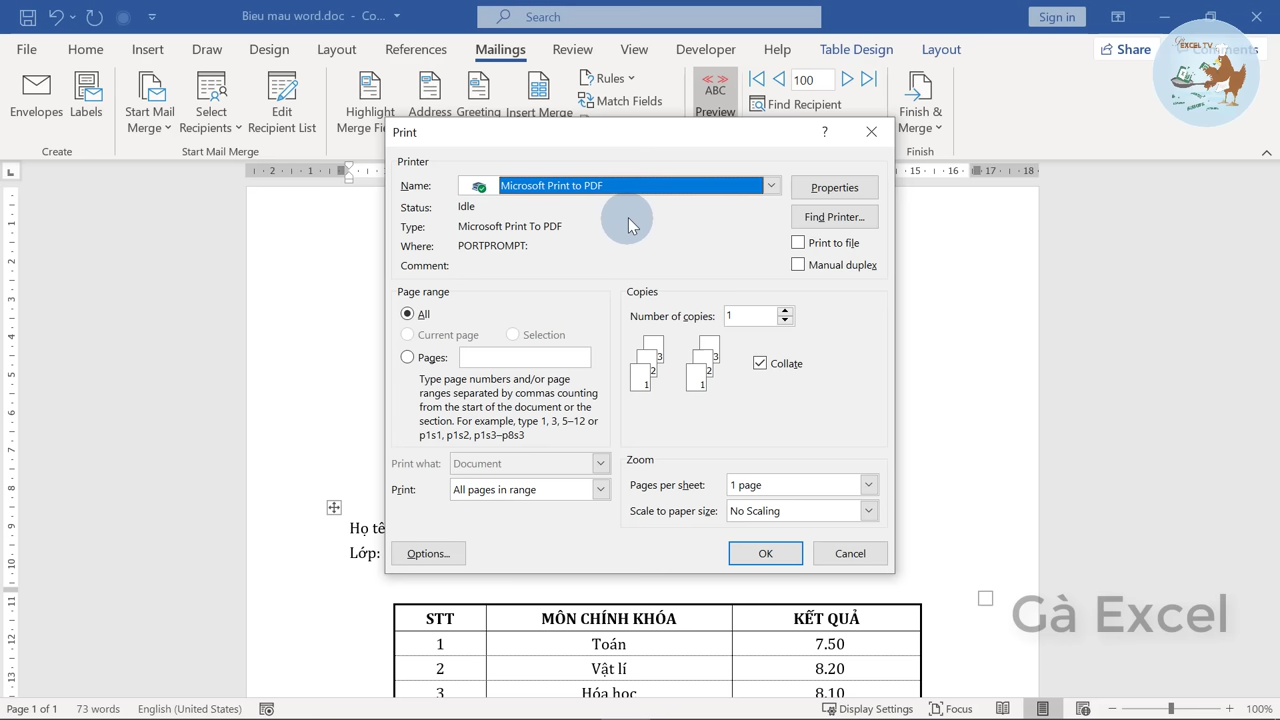 Bieu mau word.doc - Co...
Search
Sign in
File Home Insert Draw Design Layout References Mailings Review View Developer Help Table Design Layout
Share
Comments
EXCEL TV
Envelopes
Labels
Start Mail
Merge
Select
Recipients
Edit
Recipient List
Highlight
Merge Fie
Address
Greeting
Insert Merge
Rules
Match Fields
ABC
Preview
100
Find Recipient
Finish &
Merge
Create
Start Mail Merge
Finish
Print
Printer
Name: Microsoft Print to PDF
Properties
Status: Idle
Find Printer...
Type: Microsoft Print To PDF
Where: PORTPROMPT:
Print to file
Comment:
Manual duplex
Page range
All
Current page Selection
Pages:
Type page numbers and/or page
ranges separated by commas counting
from the start of the document or the
section. For example, type 1, 3, 5–12 or
p1s1, p1s2, p1s3–p8s3
Copies
Number of copies: 1
Collate
Print what: Document
Print: All pages in range
Zoom
Pages per sheet: 1 page
Scale to paper size: No Scaling
Options...
OK
Cancel
Họ tê
Lớp:
STT MÔN CHÍNH KHÓA KẾT QUẢ
1 Toán 7.50
2 Vật lí 8.20
3 Hóa học 8.10
Gà Excel
Page 1 of 1 73 words English (United States) Display Settings Focus 100%